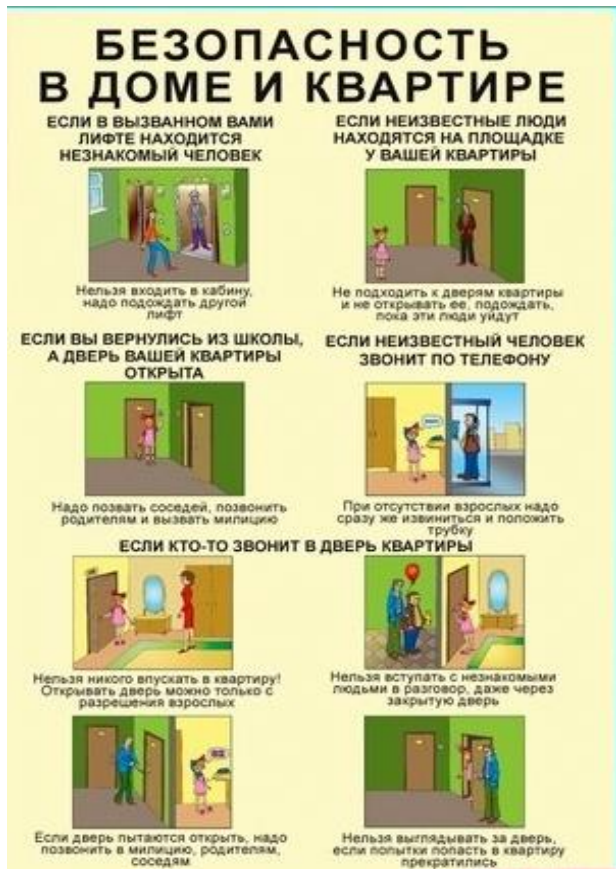 БЕЗОПАСНОСТЬ
В ДОМЕ И КВАРТИРЕ
ЕСЛИ В ВЫЗВАННОМ ВАМИ
ЛИФТЕ НАХОДИТСЯ
НЕЗНАКОМЫЙ ЧЕЛОВЕК
Нельзя входить в кабину,
надо подождать другой
лифт
ЕСЛИ НЕИЗВЕСТНЫЕ ЛЮДИ
НАХОДЯТСЯ НА ПЛОЩАДКЕ
У ВАШЕЙ КВАРТИРЫ
Не подходить к дверям квартиры
и не открывать ее, подождать,
пока эти люди уйдут
ЕСЛИ ВЫ ВЕРНУЛИСЬ ИЗ ШКОЛЫ,
А ДВЕРЬ ВАШЕЙ КВАРТИРЫ
ОТКРЫТА
Надо позвать соседей, позвонить
родителям и вызвать милицию
ЕСЛИ НЕИЗВЕСТНЫЙ ЧЕЛОВЕК
ЗВОНИТ ПО ТЕЛЕФОНУ
При отсутствии взрослых надо
сразу же извиниться и положить
трубку
ЕСЛИ КТО-ТО ЗВОНИТ В ДВЕРЬ КВАРТИРЫ
Нельзя никого впускать в квартиру!
Открывать дверь можно только с
разрешения взрослых
Нельзя вступать с незнакомыми
людьми в разговор, даже через
закрытую дверь
Если дверь пытаются открыть, надо
позвонить в милицию, родителям,
соседям
Нельзя выглядывать за дверь,
если попытки попасть в квартиру
прекратились